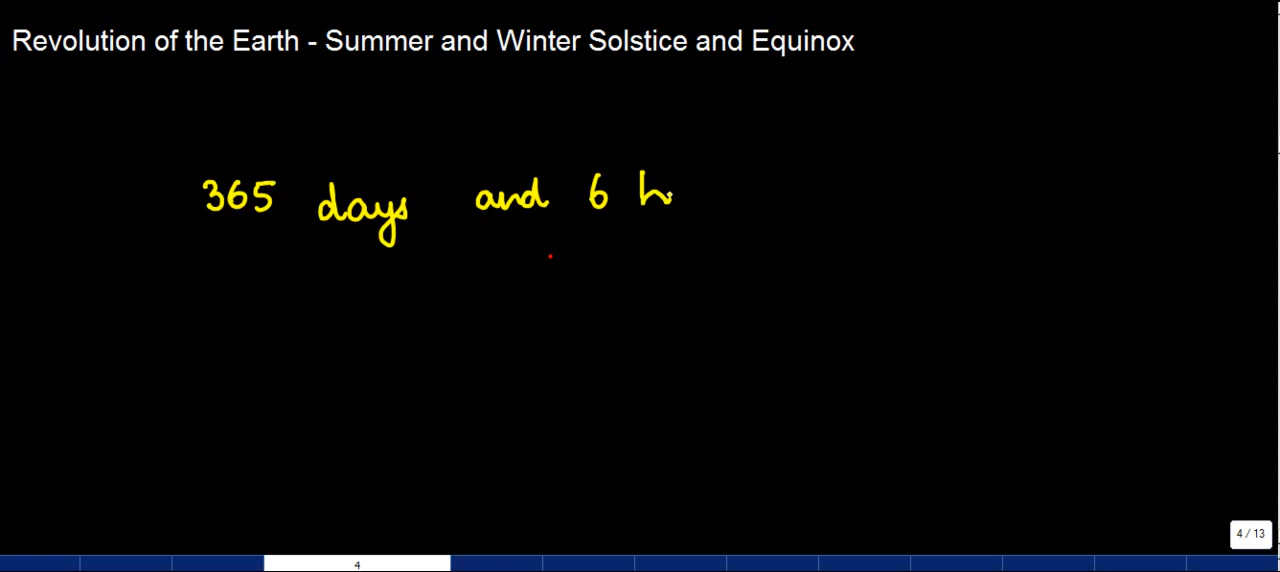 Revolution of the Earth - Summer and Winter Solstice and Equinox
365 days and 6 h
4 / 13
4